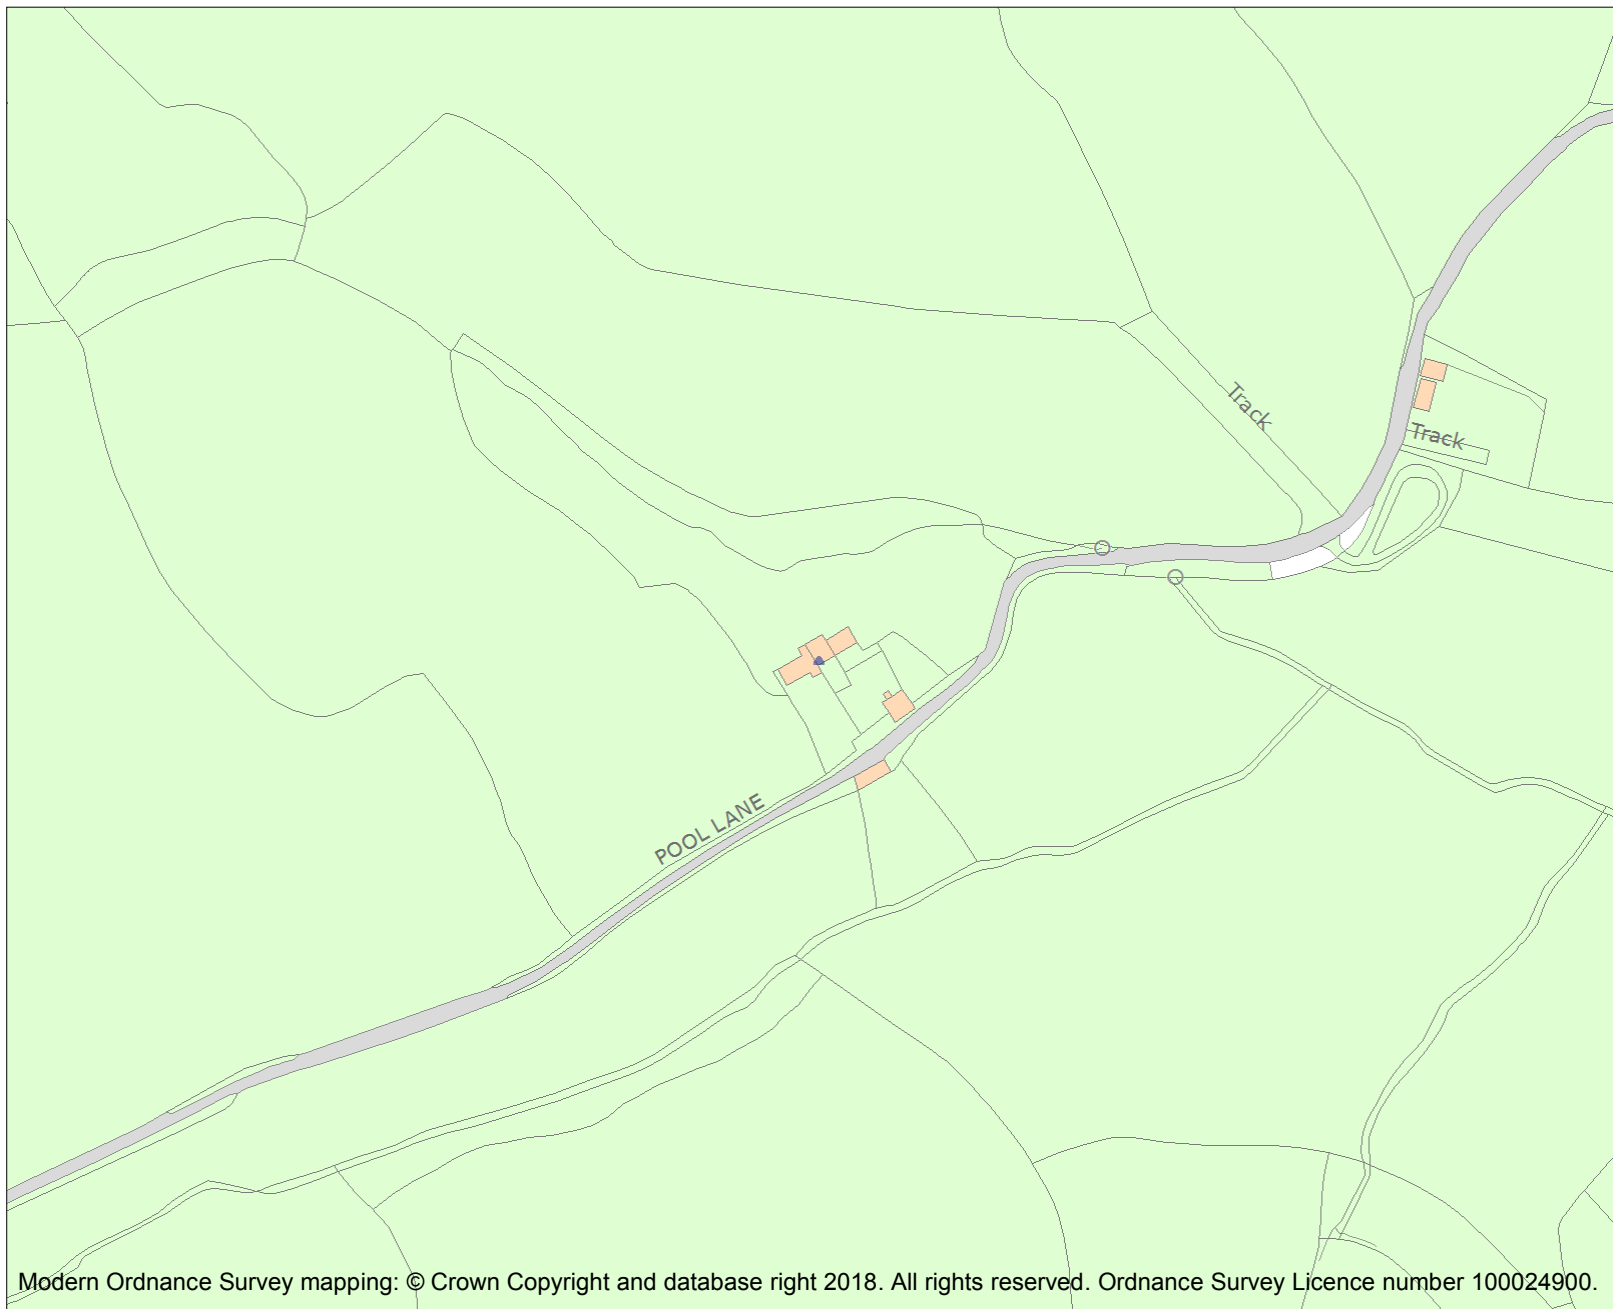 Track
Track
POOL LANE
Modern Ordnance Survey mapping: © Crown Copyright and database right 2018. All rights reserved. Ordnance Survey Licence number 100024900.